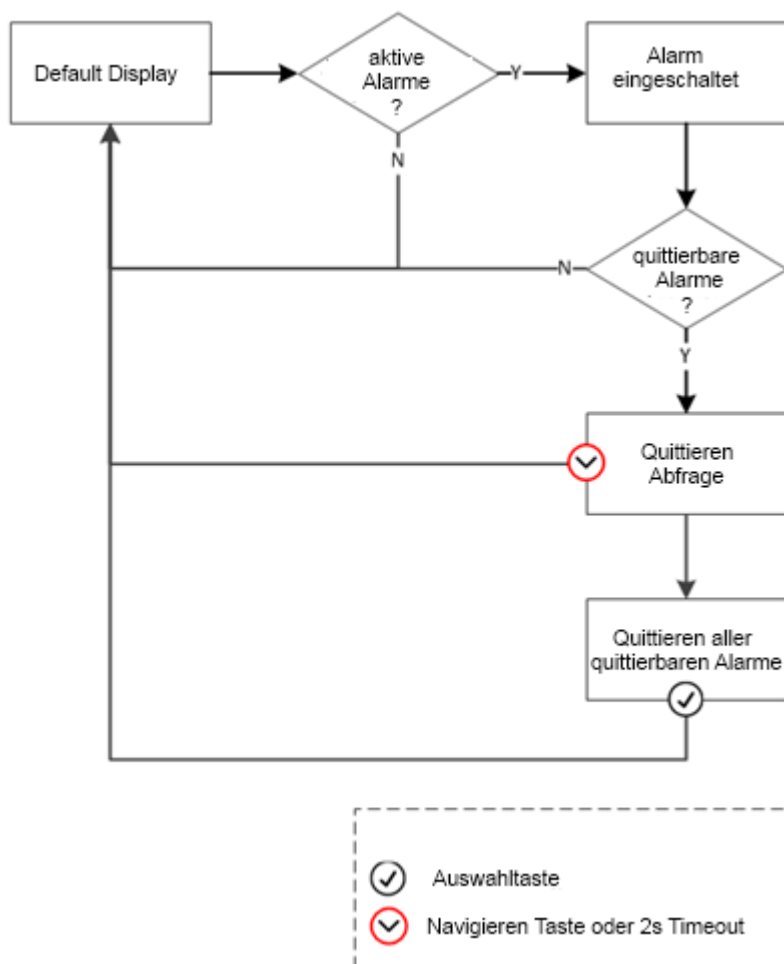 Default Display
aktive
Alarme
?
Y
Alarm
eingeschaltet
N
quittierbare
Alarme
?
N
Y
Quittieren
Abfrage
Quittieren aller
quittierbaren Alarme
Auswahltaste
Navigieren Taste oder 2s Timeout